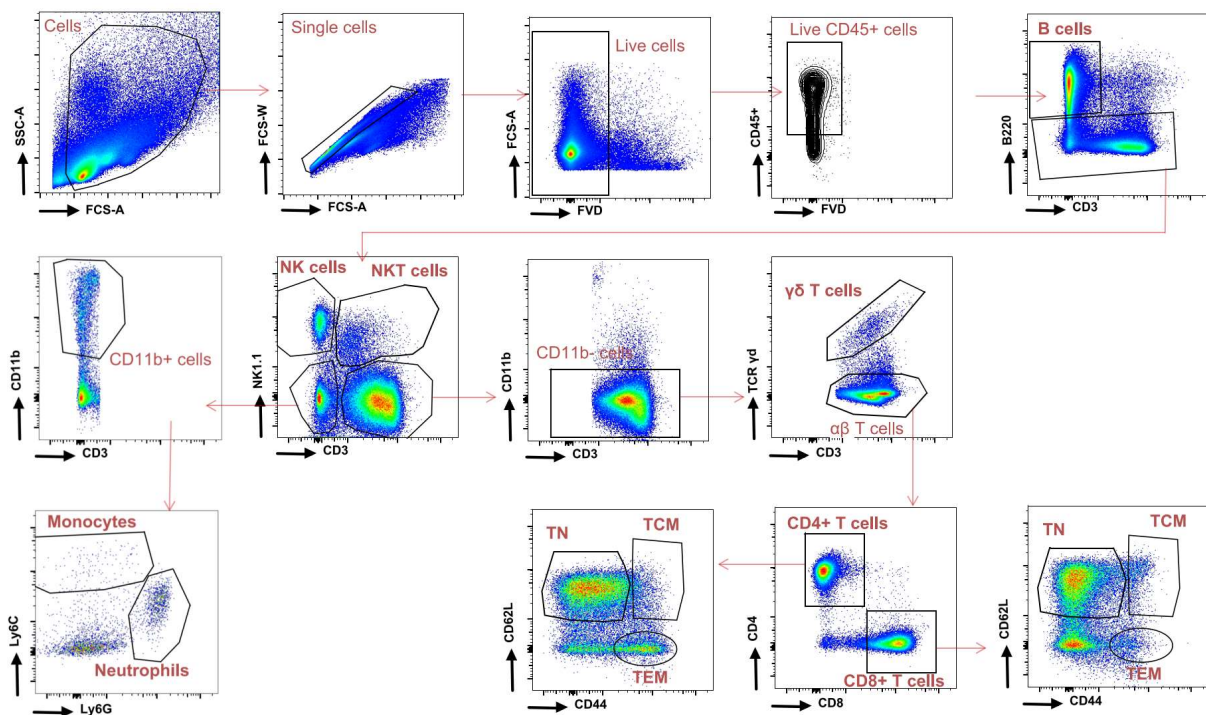 Cells
SSC-A
FCS-A
Single cells
FCS-W
FCS-A
Live cells
FCS-A
FVD
Live CD45+ cells
CD45+
FVD
B cells
B220
CD3
CD11b+ cells
CD11b
CD3
NK cells
NKT cells
NK1.1
CD3
CD11b- cells
CD11b
CD3
γδ T cells
αβ T cells
TCR γd
CD3
Monocytes
Neutrophils
Ly6C
Ly6G
TN
TCM
TEM
CD62L
CD44
CD4+ T cells
CD8+ T cells
CD4
CD8
TN
TCM
TEM
CD62L
CD44